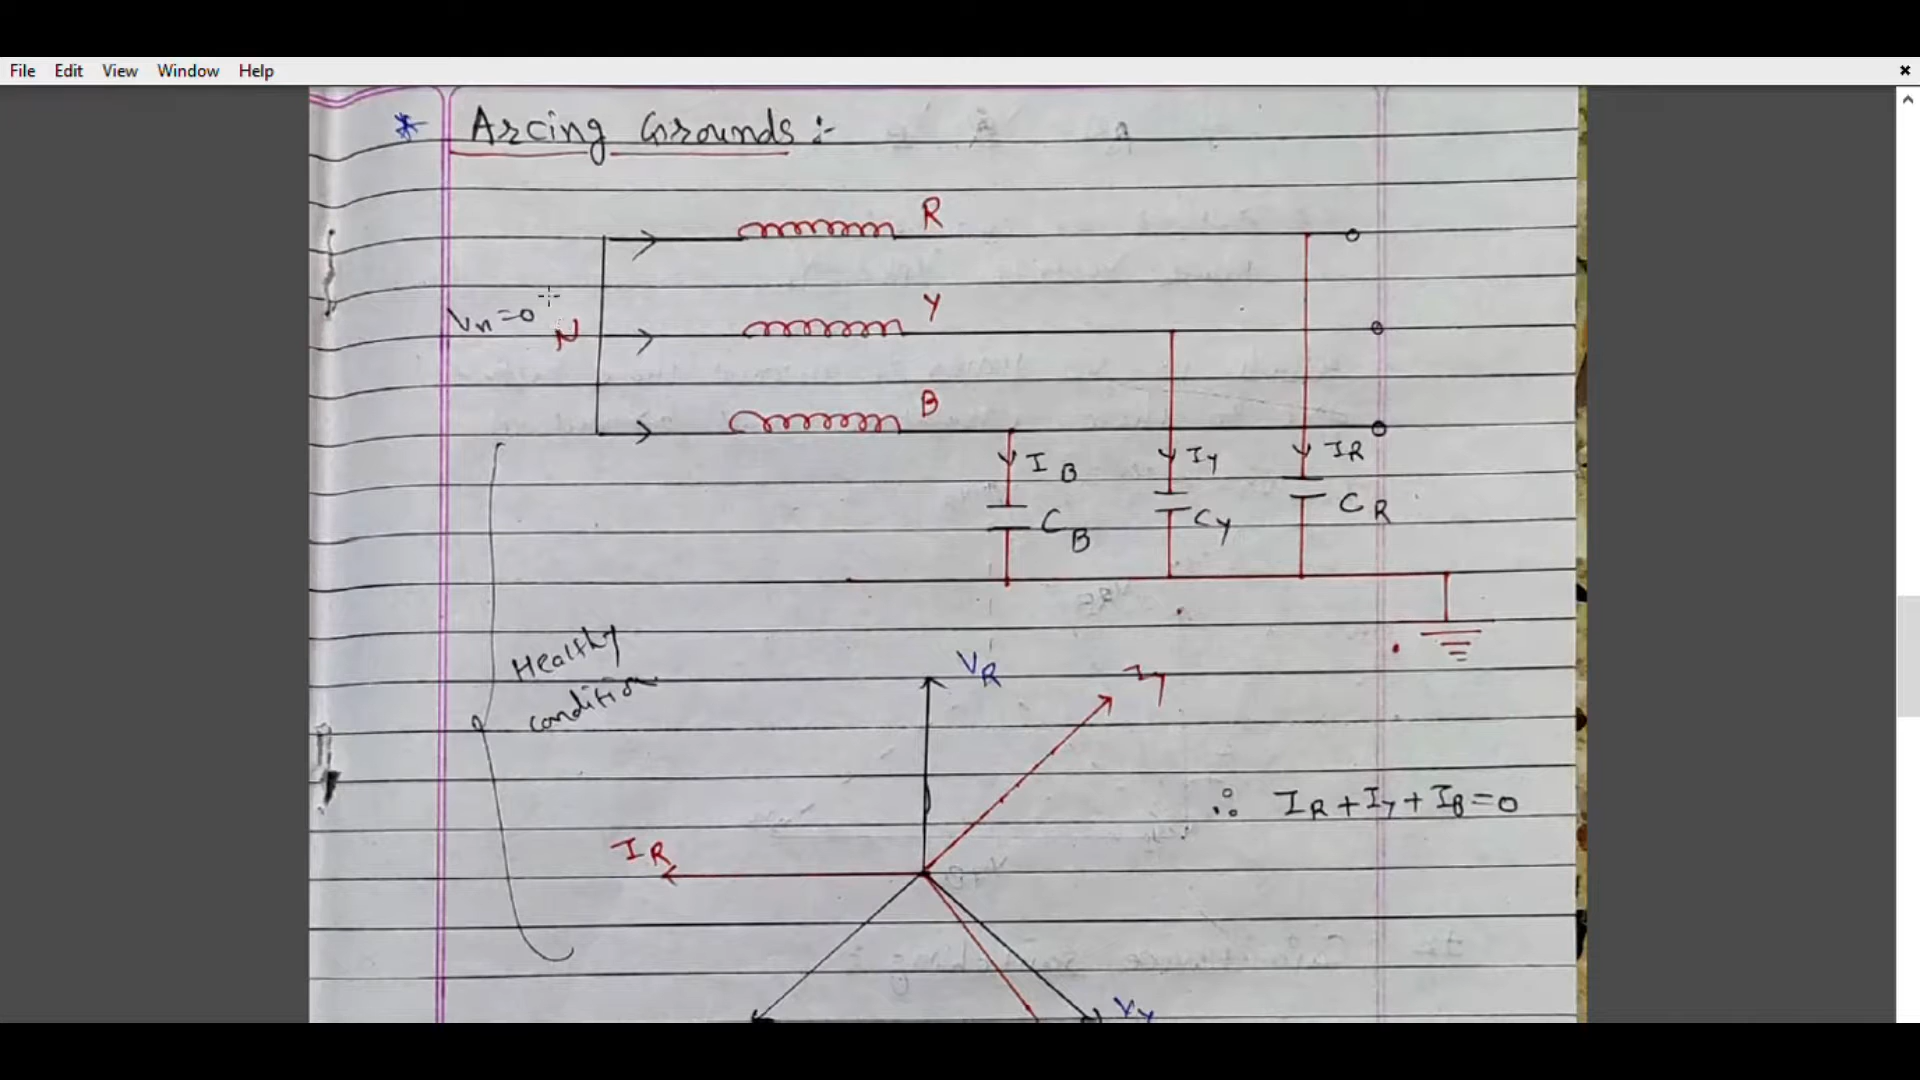 File Edit View Window Help
* Arcing Grounds :-
R
Y
Vn=0 N
B
IB IY IR
CB CY CR
Healthy
condition
VR IY
∴ IR+IY+IB=0
IR
VY